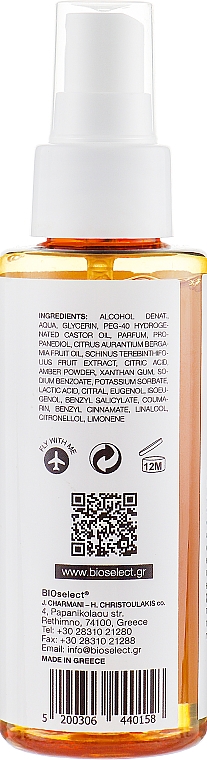 INGREDIENTS: ALCOHOL DENAT.,
AQUA, GLYCERIN, PEG-40 HYDROGE-
NATED CASTOR OIL, PARFUM, PRO-
PANEDIOL, CITRUS AURANTIUM BERGA-
MIA FRUIT OIL, SCHINUS TEREBINTHIFO-
LIUS FRUIT EXTRACT, CITRIC ACID,
AMBER POWDER, XANTHAN GUM, SO-
DIUM BENZOATE, POTASSIUM SORBATE,
LACTIC ACID, CITRAL, EUGENOL, ISOEU-
GENOL, BENZYL SALICYLATE, COUMA-
RIN, BENZYL CINNAMATE, LINALOOL,
CITRONELLOL, LIMONENE
FLY WITH ME
12M
www.bioselect.gr
BIOselect®
J. CHARMANI – H. CHRISTOULAKIS co.
4, Papanikolaou str.
Rethimno, 74100, Greece
Tel: +30 28310 21280
Fax: +30 28310 21288
Email: info@bioselect.gr
MADE IN GREECE
5 200306 440158